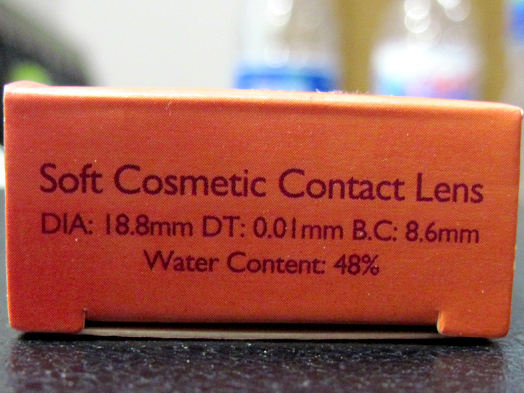 Soft Cosmetic Contact Lens
DIA: 18.8mm DT: 0.01mm B.C: 8.6mm
Water Content: 48%